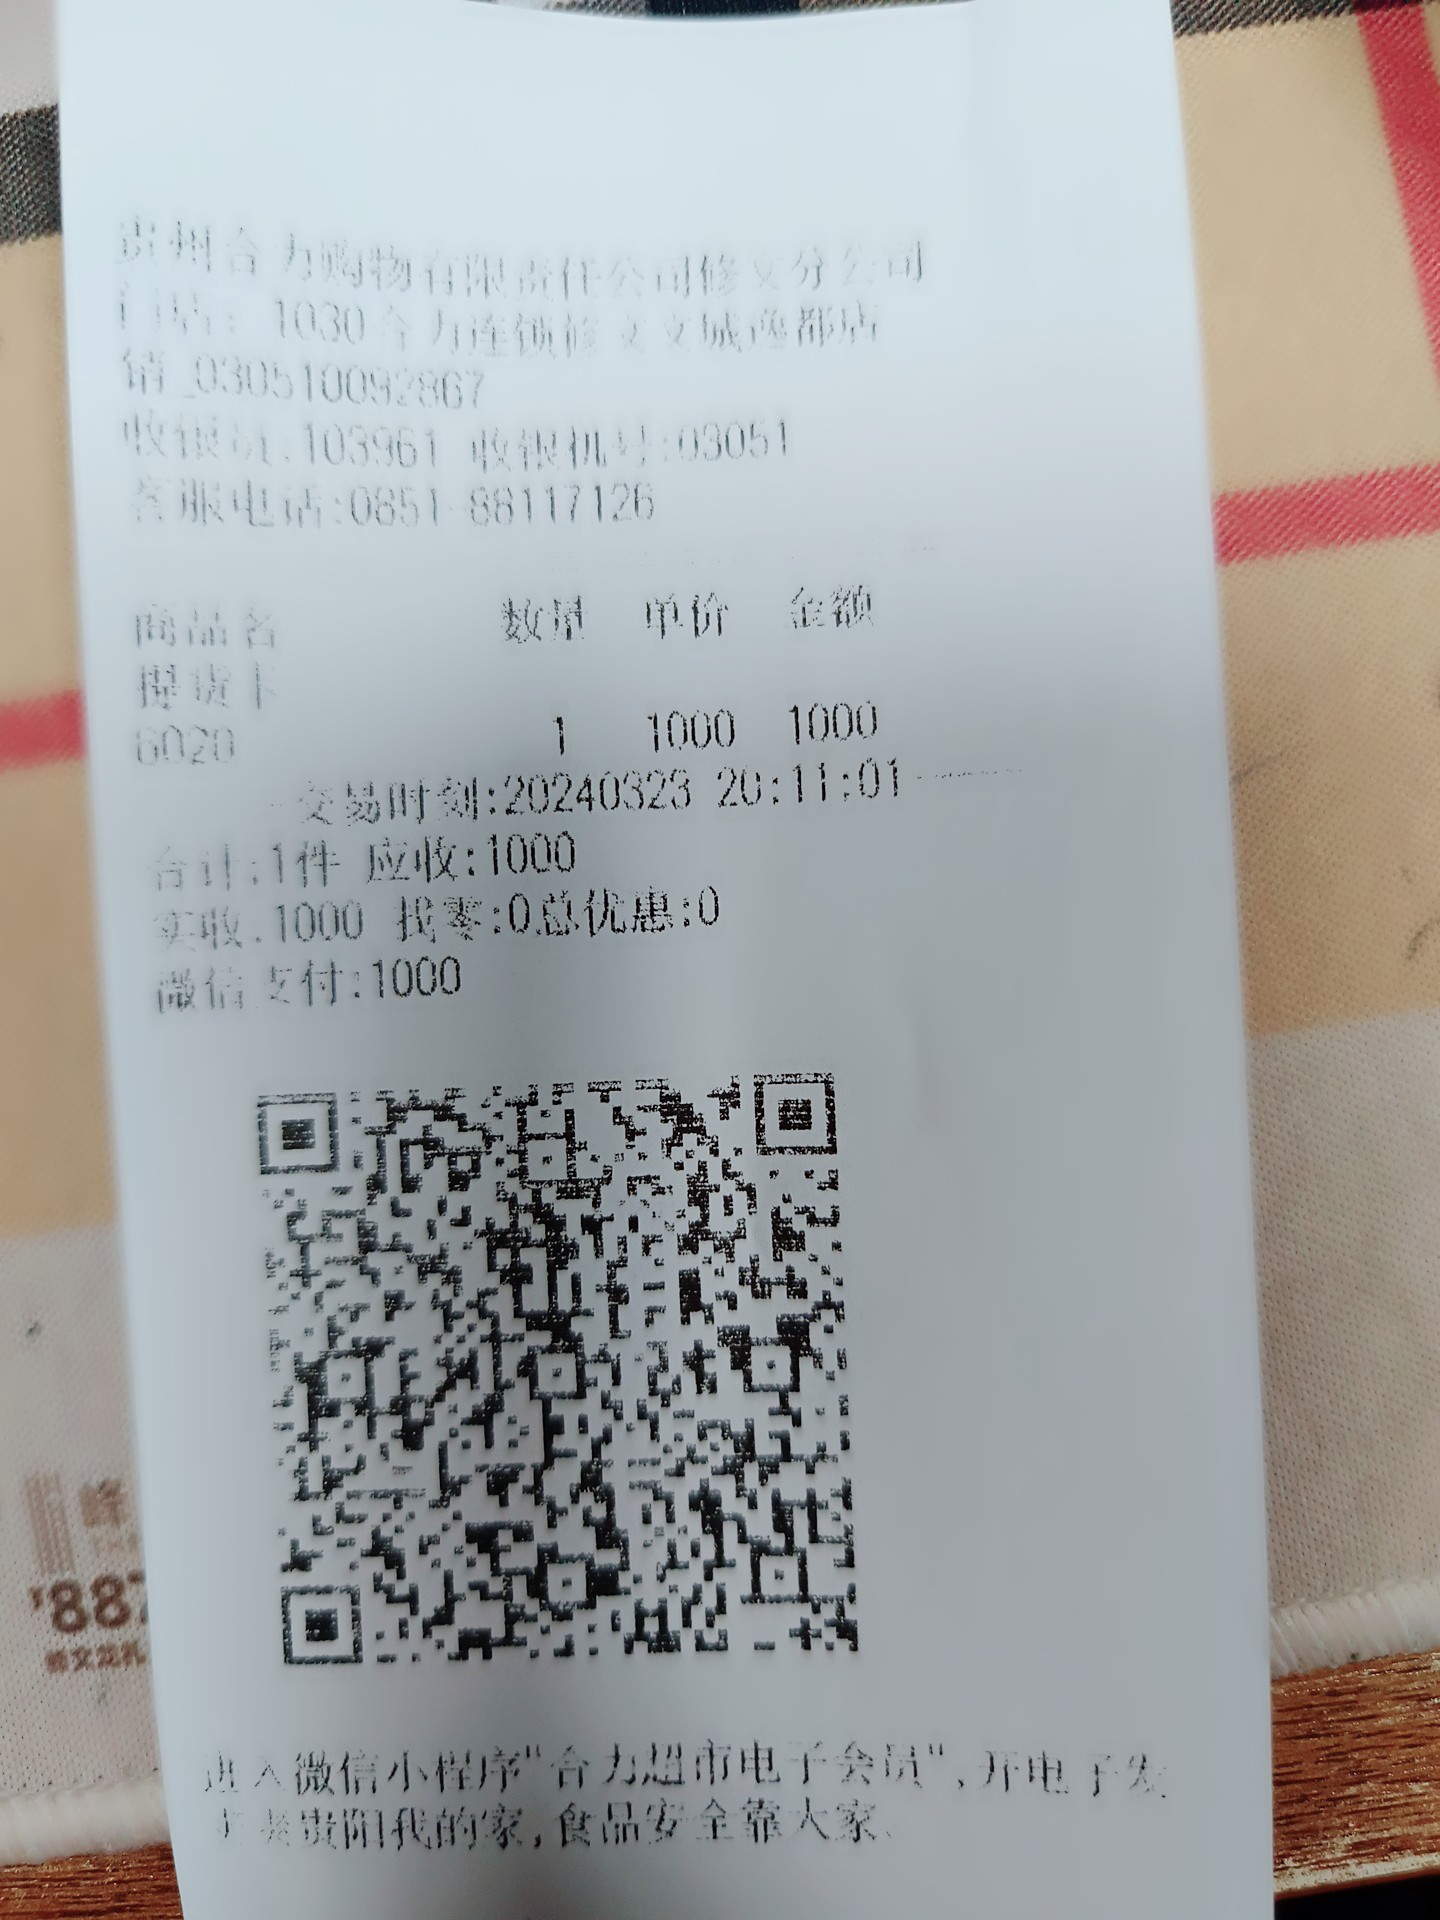 贵州合力购物有限责任公司修文分公司
门店: 1030合力连锁修文文城逸都店
销_030510092867
收银员:103961 收银机号:03051
客服电话:0851-88117126
商品名 数量 单价 金额
提货卡
6020 1 1000 1000
交易时刻:20240323 20:11:01
合计:1件 应收:1000
实收:1000 找零:0总优惠:0
微信支付:1000
进入微信小程序"合力超市电子会员",开电子发
贵阳我的家,食品安全靠大家
'88